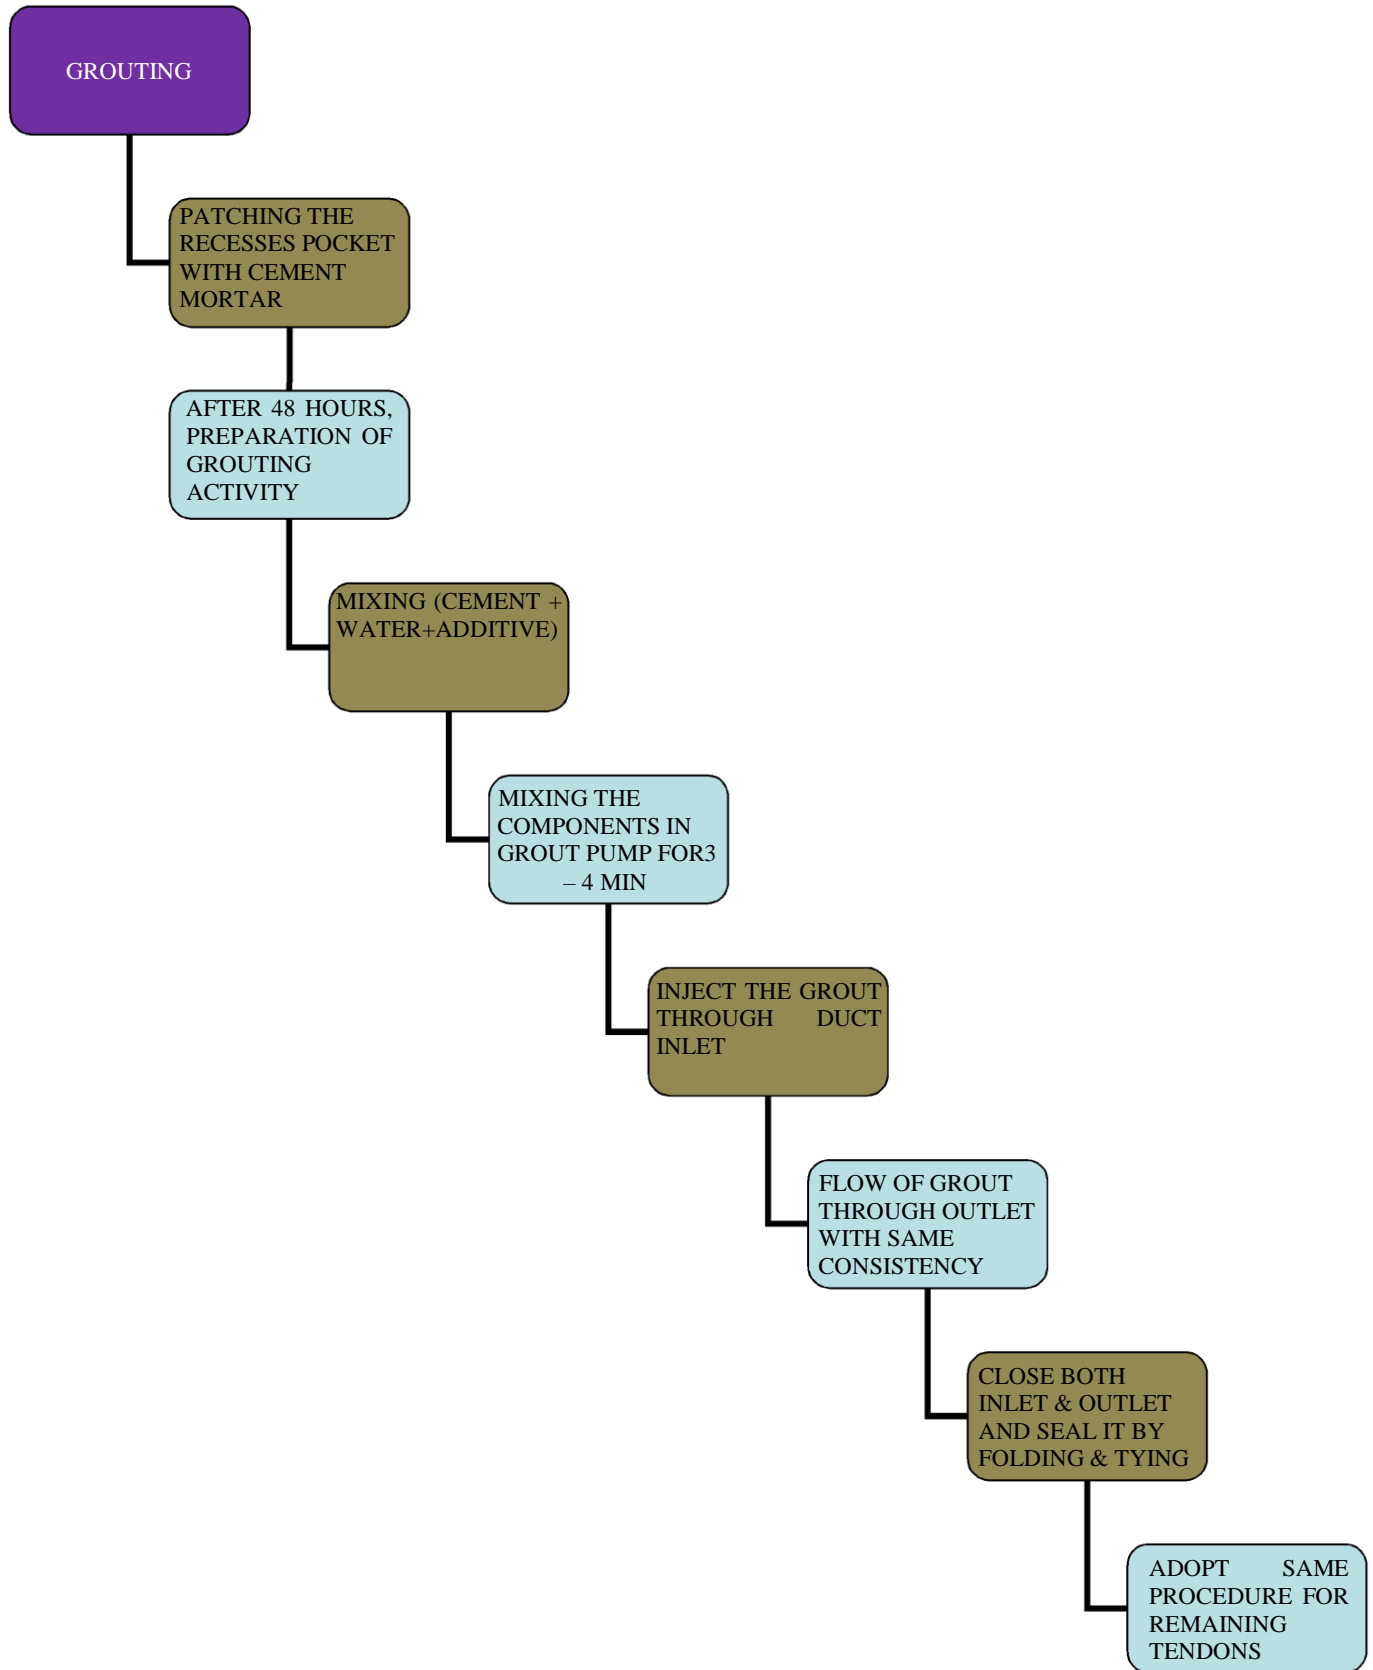 GROUTING
PATCHING THE
RECESSES POCKET
WITH CEMENT
MORTAR
AFTER 48 HOURS,
PREPARATION OF
GROUTING
ACTIVITY
MIXING (CEMENT +
WATER+ADDITIVE)
MIXING THE
COMPONENTS IN
GROUT PUMP FOR3
– 4 MIN
INJECT THE GROUT
THROUGH DUCT
INLET
FLOW OF GROUT
THROUGH OUTLET
WITH SAME
CONSISTENCY
CLOSE BOTH
INLET & OUTLET
AND SEAL IT BY
FOLDING & TYING
ADOPT SAME
PROCEDURE FOR
REMAINING
TENDONS